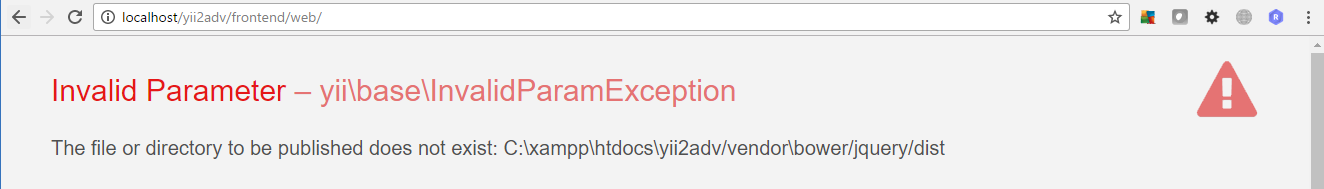 localhost/yii2adv/frontend/web/
Invalid Parameter – yii\base\InvalidParamException
The file or directory to be published does not exist: C:\xampp\htdocs\yii2adv/vendor\bower/jquery/dist